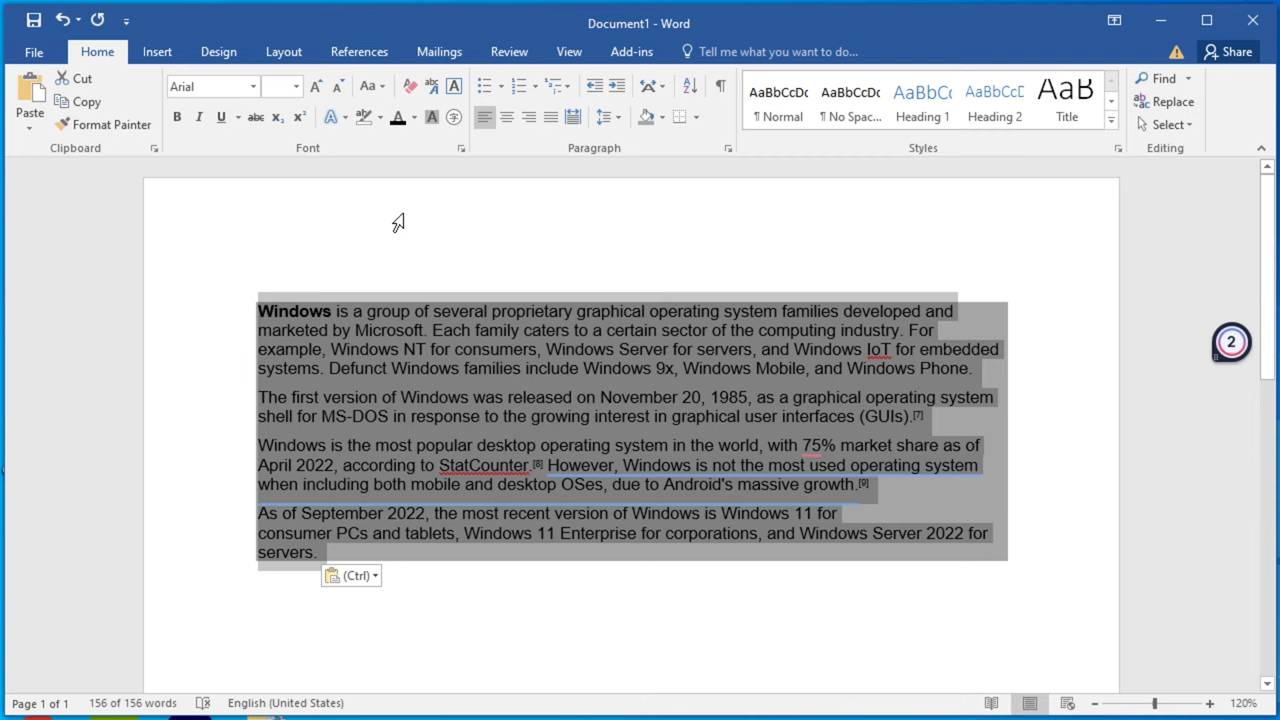 Document1 - Word
File Home Insert Design Layout References Mailings Review View Add-ins Tell me what you want to do... Share
Paste
Cut
Copy
Format Painter
Clipboard
Arial
Aa
B I U abc x₂ x²
A A A
Font
Paragraph
AaBbCcDc AaBbCcDc AaBbCc AaBbCcC AaB
¶ Normal ¶ No Spac... Heading 1 Heading 2 Title
Styles
Find
Replace
Select
Editing
Windows is a group of several proprietary graphical operating system families developed and
marketed by Microsoft. Each family caters to a certain sector of the computing industry. For
example, Windows NT for consumers, Windows Server for servers, and Windows IoT for embedded
systems. Defunct Windows families include Windows 9x, Windows Mobile, and Windows Phone.
The first version of Windows was released on November 20, 1985, as a graphical operating system
shell for MS-DOS in response to the growing interest in graphical user interfaces (GUIs).[7]
Windows is the most popular desktop operating system in the world, with 75% market share as of
April 2022, according to StatCounter.[8] However, Windows is not the most used operating system
when including both mobile and desktop OSes, due to Android's massive growth.[9]
As of September 2022, the most recent version of Windows is Windows 11 for
consumer PCs and tablets, Windows 11 Enterprise for corporations, and Windows Server 2022 for
servers.
(Ctrl)
2
Page 1 of 1 156 of 156 words English (United States) 120%